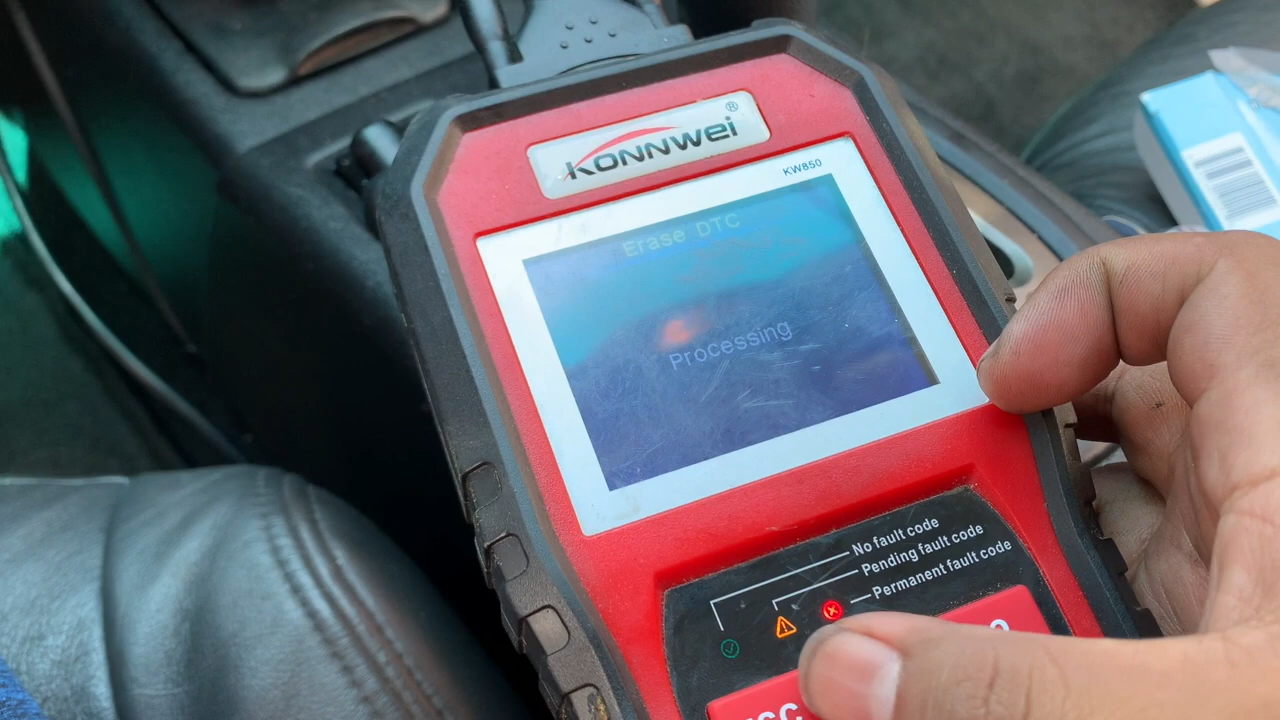 KONNWEI®
KW850
Erase DTC
Processing
No fault code
Pending fault code
Permanent fault code